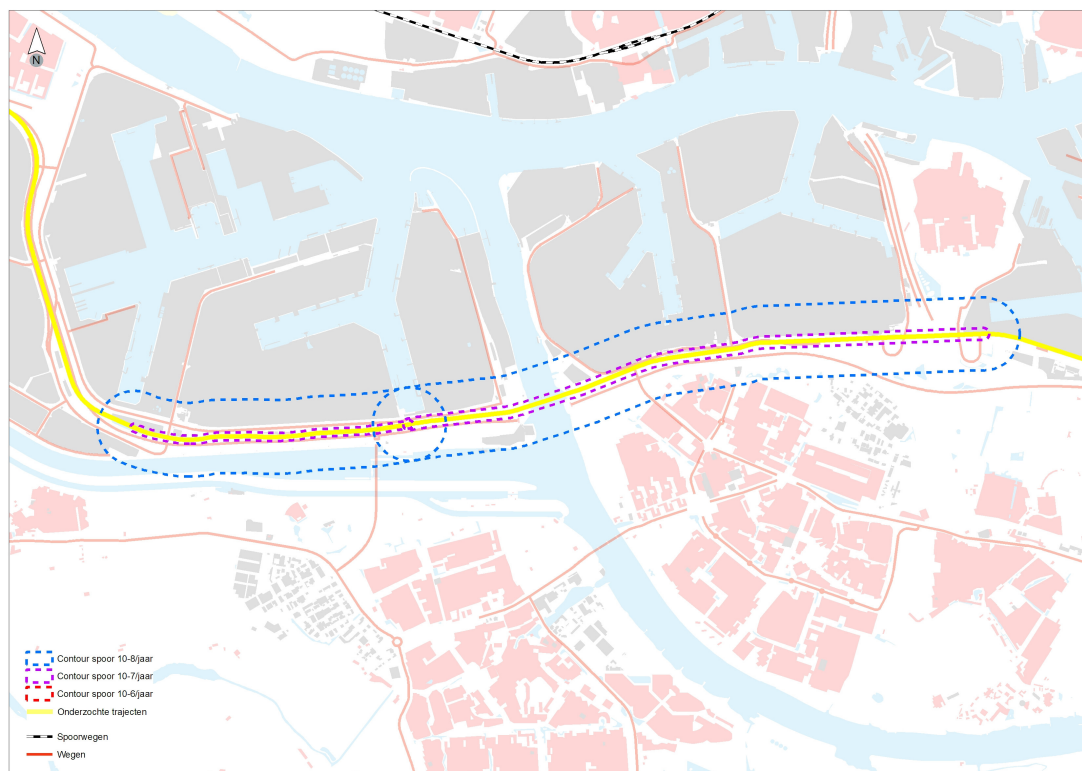 N
Contour spoor 10-8/jaar
Contour spoor 10-7/jaar
Contour spoor 10-6/jaar
Onderzochte trajecten
Spoorwegen
Wegen